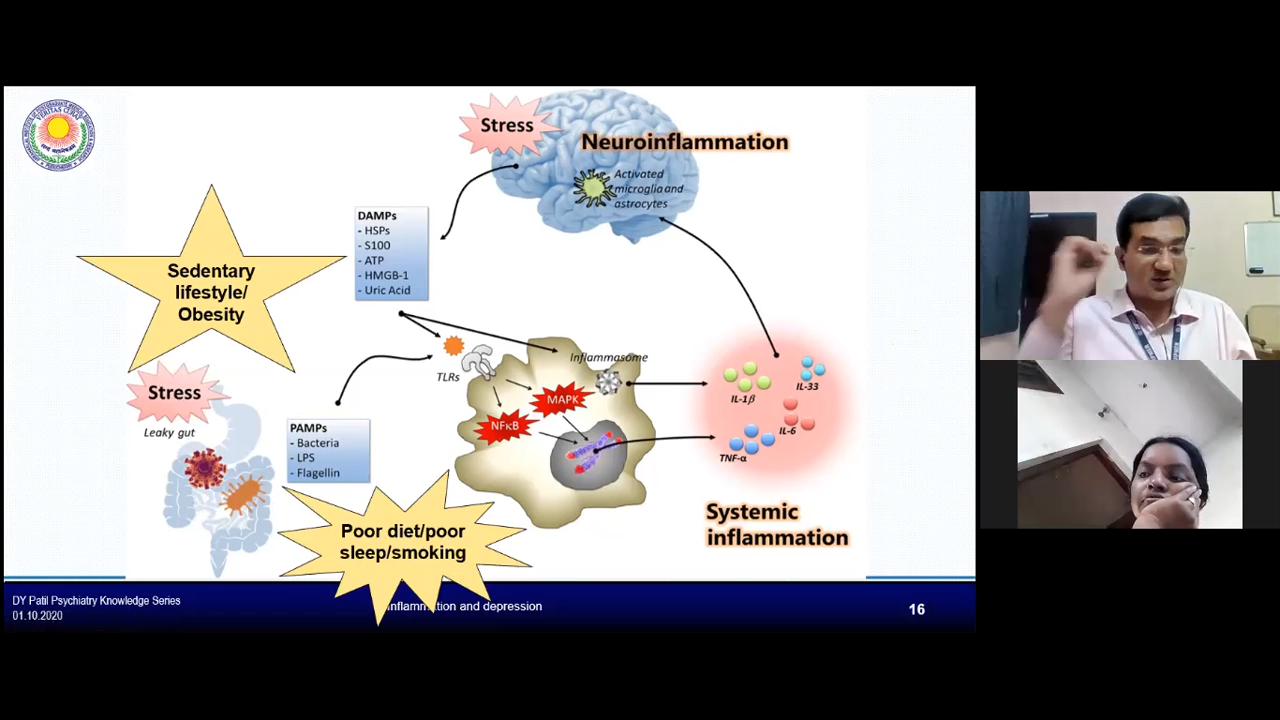 Stress
Neuroinflammation
Activated
microglia and
astrocytes
DAMPs
- HSPs
- S100
- ATP
- HMGB-1
- Uric Acid
Sedentary
lifestyle/
Obesity
Stress
Leaky gut
TLRs
Inflammasome
MAPK
NFκB
PAMPs
- Bacteria
- LPS
- Flagellin
IL-1β
IL-33
IL-6
TNF-α
Systemic
inflammation
Poor diet/poor
sleep/smoking
DY Patil Psychiatry Knowledge Series
01.10.2020
and depression
16